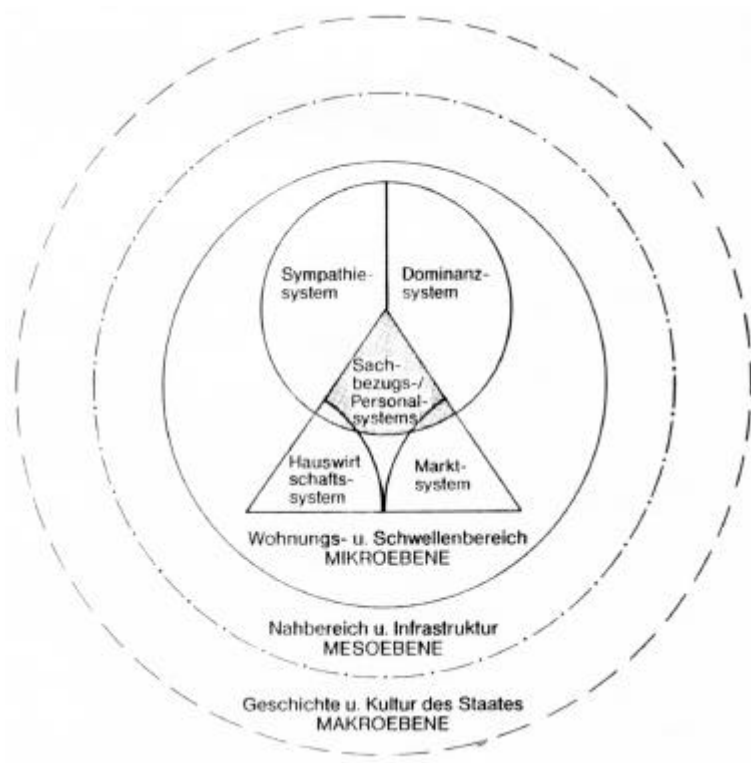 Sympathie-
system
Dominanz-
system
Sach-
bezugs-/
Personal-
systems
Hauswirt
schafts-
system
Markt-
system
Wohnungs- u. Schwellenbereich
MIKROEBENE
Nahbereich u. Infrastruktur
MESOEBENE
Geschichte u. Kultur des Staates
MAKROEBENE